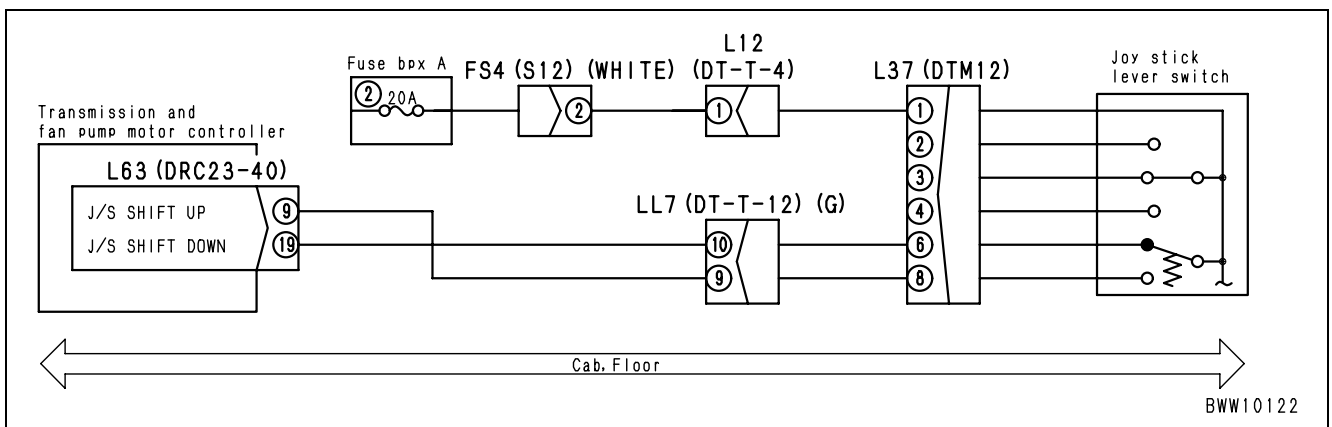 L12
Fuse bpx A
FS4 (S12) (WHITE) (DT-T-4)
L37 (DTM12)
Joy stick
lever switch
2
20A
2
1
1
Transmission and
fan pump motor controller
2
L63 (DRC23-40)
3
J/S SHIFT UP
9
LL7 (DT-T-12) (G)
4
J/S SHIFT DOWN
19
10
6
9
8
Cab, Floor
BWW10122